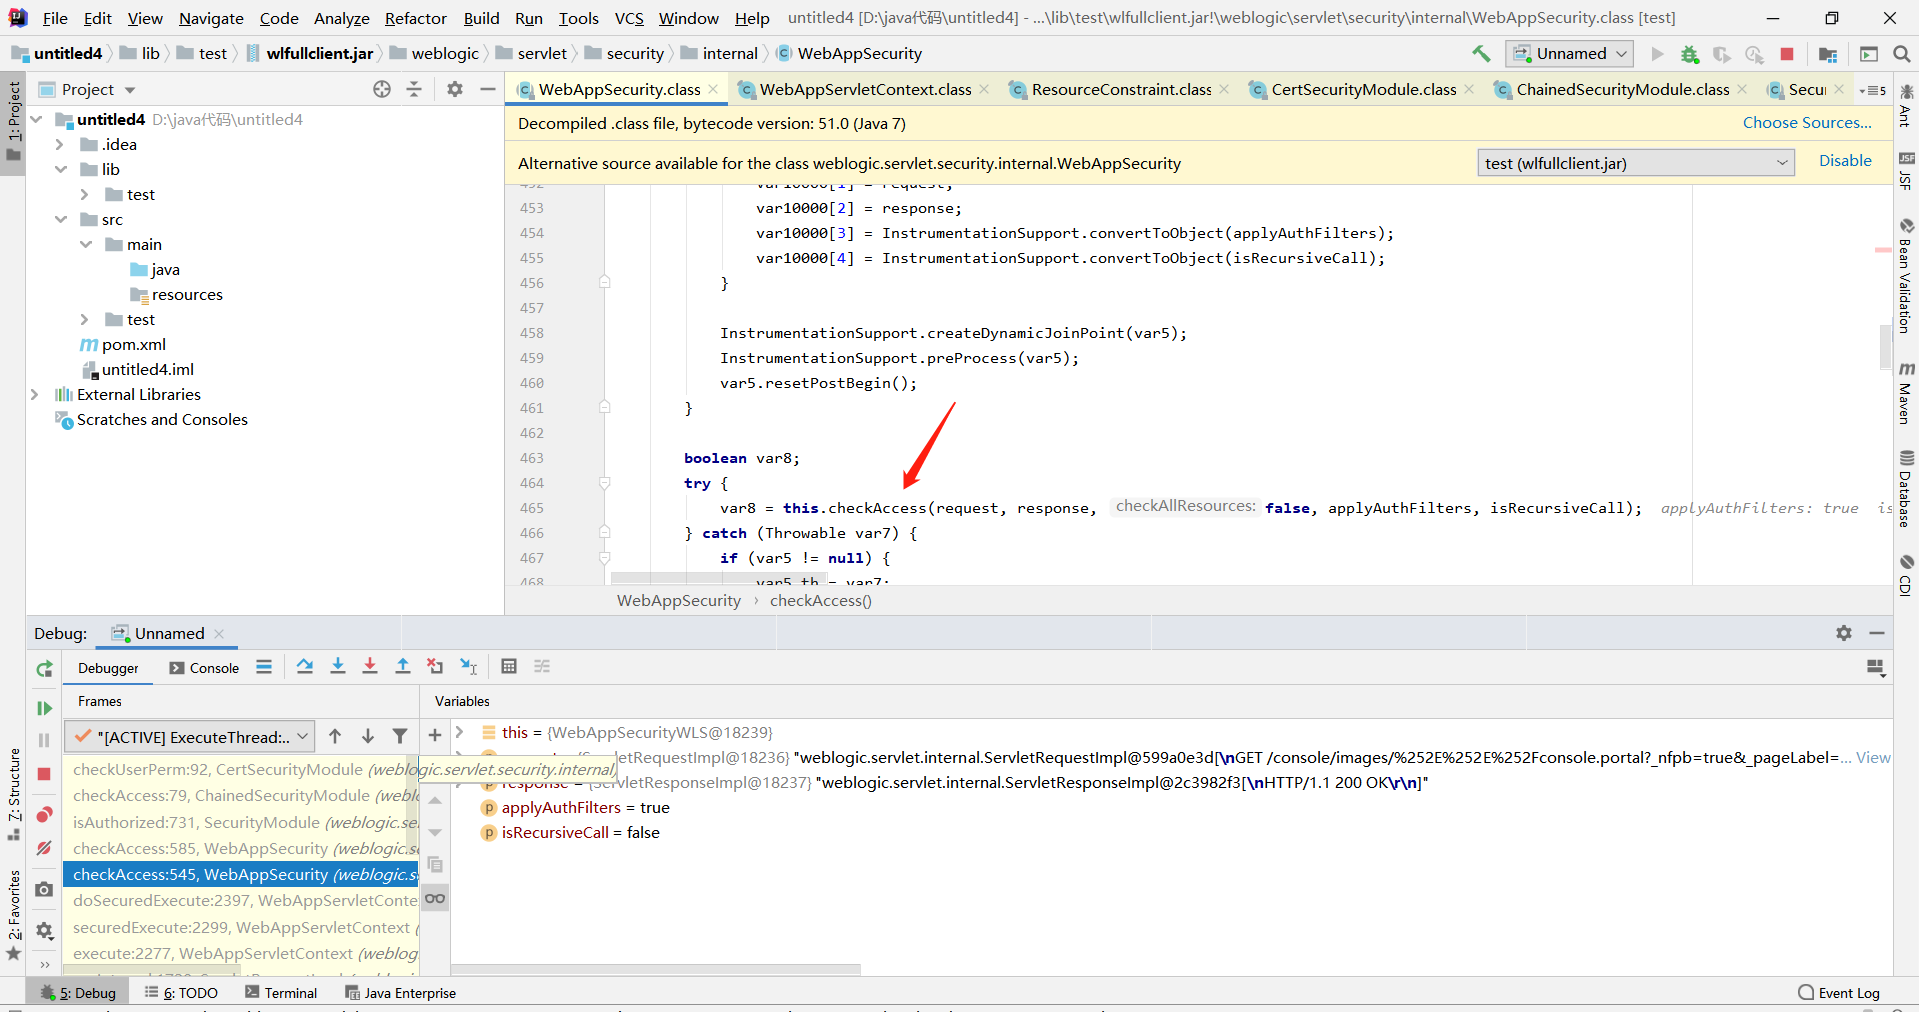 File Edit View Navigate Code Analyze Refactor Build Run Tools VCS Window Help untitled4 [D:\java代码\untitled4] - ...\lib\test\wlfullclient.jar!\weblogic\servlet\security\internal\WebAppSecurity.class [test]
untitled4 lib test wlfullclient.jar weblogic servlet security internal WebAppSecurity Unnamed
1: Project
Project
WebAppSecurity.class WebAppServletContext.class ResourceConstraint.class CertSecurityModule.class ChainedSecurityModule.class Secu 5
untitled4 D:\java代码\untitled4
.idea
lib
test
src
main
java
resources
test
pom.xml
untitled4.iml
External Libraries
Scratches and Consoles
Decompiled .class file, bytecode version: 51.0 (Java 7) Choose Sources...
Alternative source available for the class weblogic.servlet.security.internal.WebAppSecurity test (wlfullclient.jar) Disable
452 var10000[1] = request;
453 var10000[2] = response;
454 var10000[3] = InstrumentationSupport.convertToObject(applyAuthFilters);
455 var10000[4] = InstrumentationSupport.convertToObject(isRecursiveCall);
456 }
457
458 InstrumentationSupport.createDynamicJoinPoint(var5);
459 InstrumentationSupport.preProcess(var5);
460 var5.resetPostBegin();
461 }
462
463 boolean var8;
464 try {
465 var8 = this.checkAccess(request, response, checkAllResources: false, applyAuthFilters, isRecursiveCall); applyAuthFilters: true is
466 } catch (Throwable var7) {
467 if (var5 != null) {
468 var5.th = var7;
WebAppSecurity › checkAccess()
Ant
JSF
Bean Validation
Maven
Database
CDI
Debug: Unnamed
Debugger Console
Frames Variables
"[ACTIVE] ExecuteThread:..
checkUserPerm:92, CertSecurityModule (weblogic.servlet.security.internal)
checkAccess:79, ChainedSecurityModule (weblo
isAuthorized:731, SecurityModule (weblogic.se
checkAccess:585, WebAppSecurity (weblogic.s
checkAccess:545, WebAppSecurity (weblogic.s
doSecuredExecute:2397, WebAppServletConte
securedExecute:2299, WebAppServletContext (
execute:2277, WebAppServletContext (weblog
this = {WebAppSecurityWLS@18239}
{ServletRequestImpl@18236} "weblogic.servlet.internal.ServletRequestImpl@599a0e3d[\nGET /console/images/%252E%252E%252Fconsole.portal?_nfpb=true&_pageLabel=... View
response = {ServletResponseImpl@18237} "weblogic.servlet.internal.ServletResponseImpl@2c3982f3[\nHTTP/1.1 200 OK\r\n]"
applyAuthFilters = true
isRecursiveCall = false
7: Structure
2: Favorites
5: Debug 6: TODO Terminal Java Enterprise Event Log